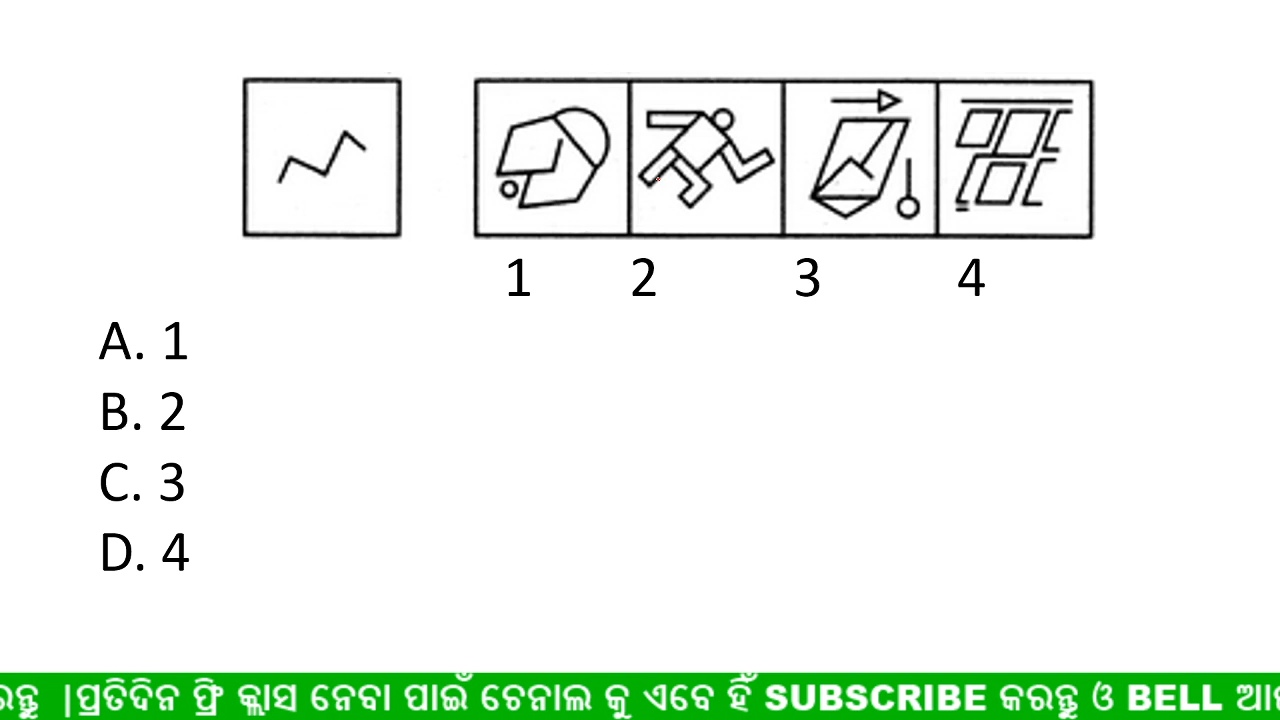 1 2 3 4
A. 1
B. 2
C. 3
D. 4
ପ୍ରତିଦିନ ଫ୍ରି କ୍ଲାସ ନେବା ପାଇଁ ଚେନାଲ କୁ ଏବେ ହିଁ SUBSCRIBE କରନ୍ତୁ ଓ BELL